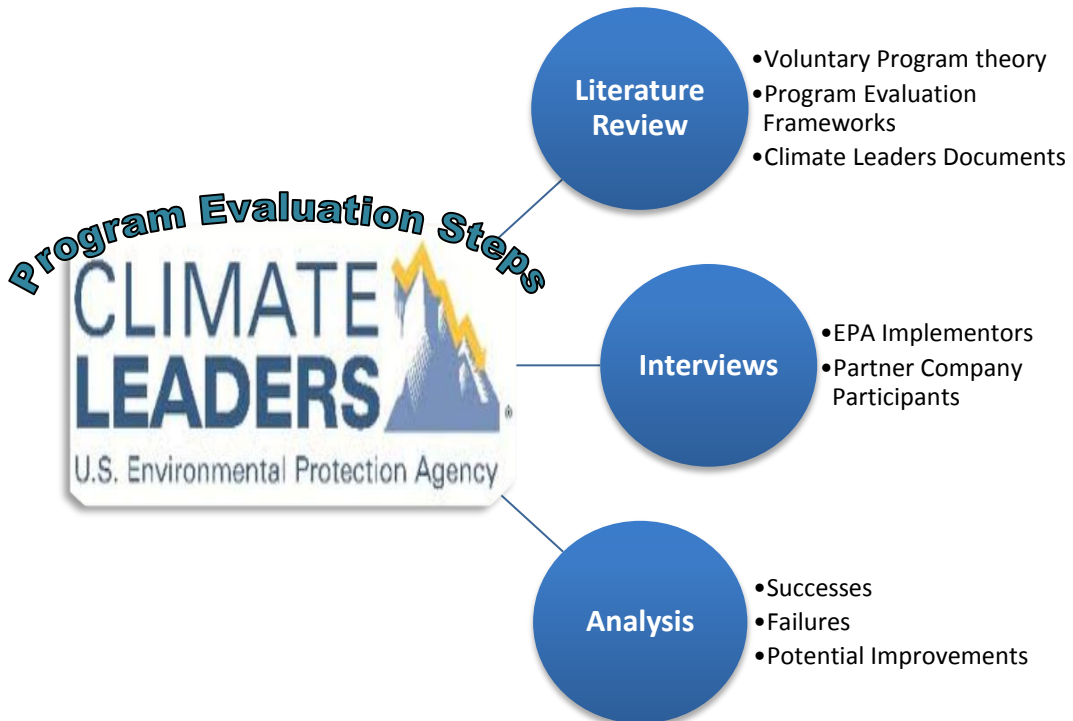 Program Evaluation Steps
CLIMATE
LEADERS®
U.S. Environmental Protection Agency
Literature
Review
•Voluntary Program theory
•Program Evaluation
Frameworks
•Climate Leaders Documents
Interviews
•EPA Implementors
•Partner Company
Participants
Analysis
•Successes
•Failures
•Potential Improvements